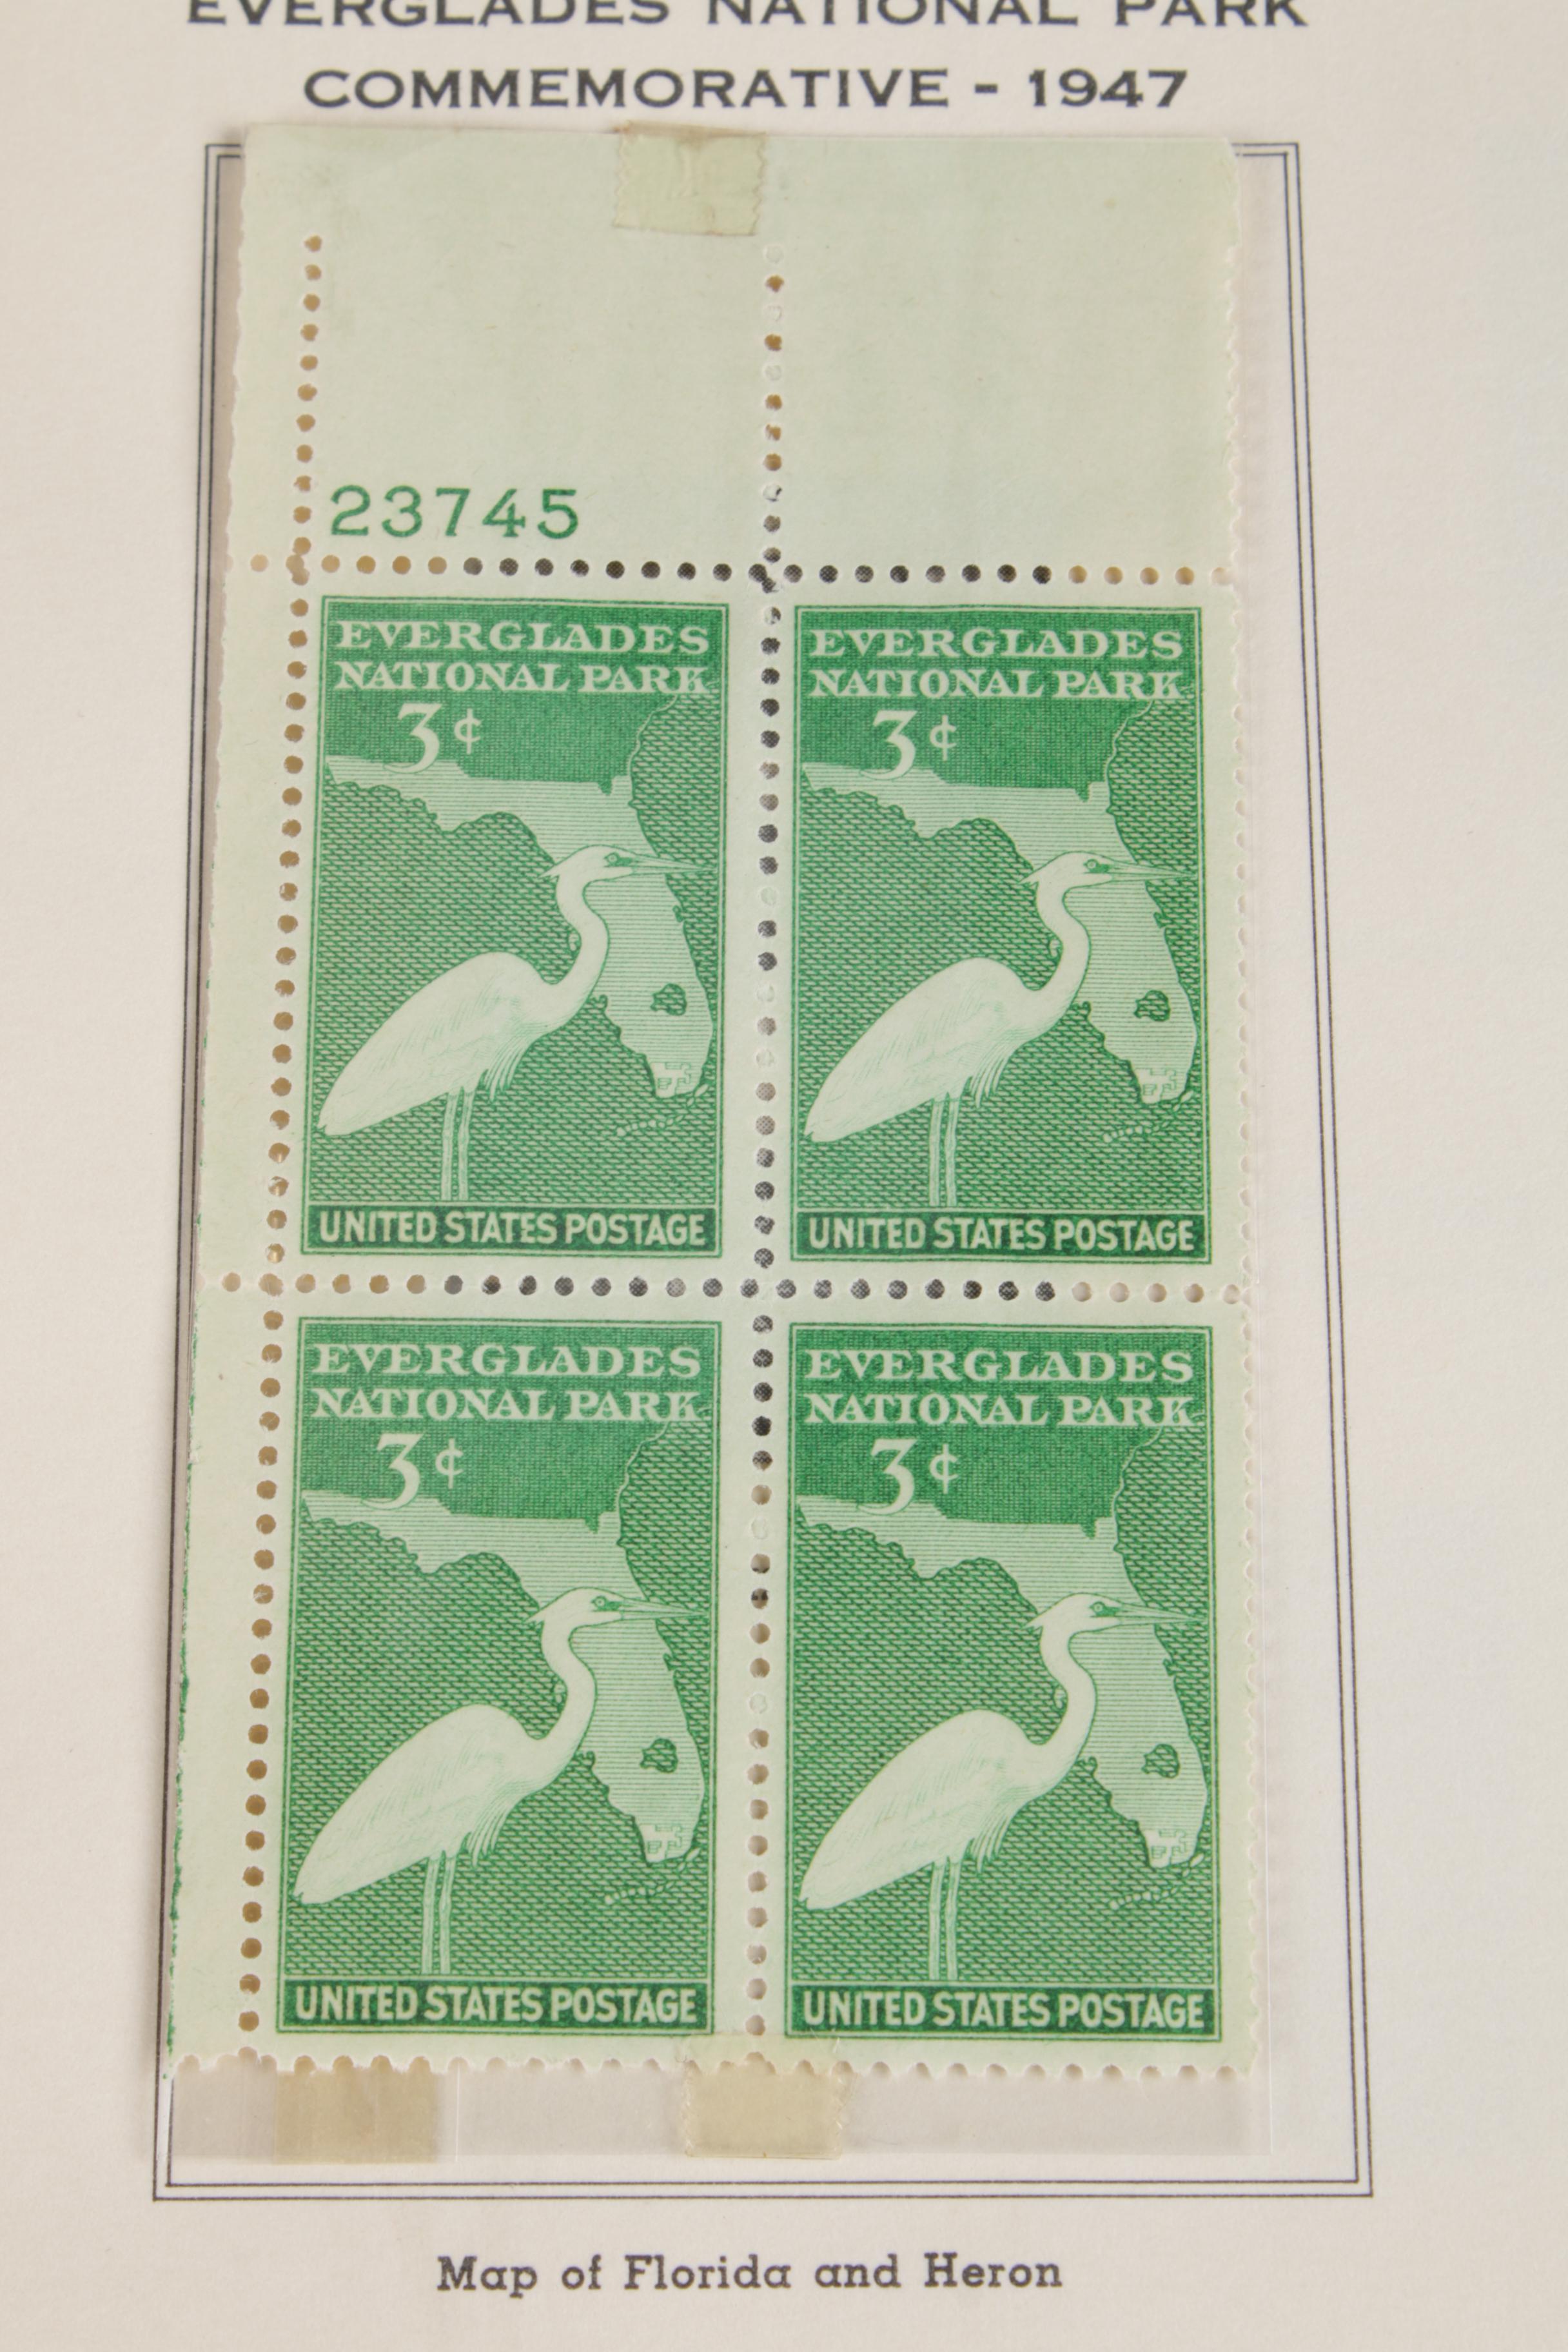 EVERGLADES NATIONAL PARK
COMMEMORATIVE - 1947
23745
EVERGLADES
NATIONAL PARK
3¢
UNITED STATES POSTAGE
EVERGLADES
NATIONAL PARK
3¢
UNITED STATES POSTAGE
EVERGLADES
NATIONAL PARK
3¢
UNITED STATES POSTAGE
EVERGLADES
NATIONAL PARK
3¢
UNITED STATES POSTAGE
Map of Florida and Heron